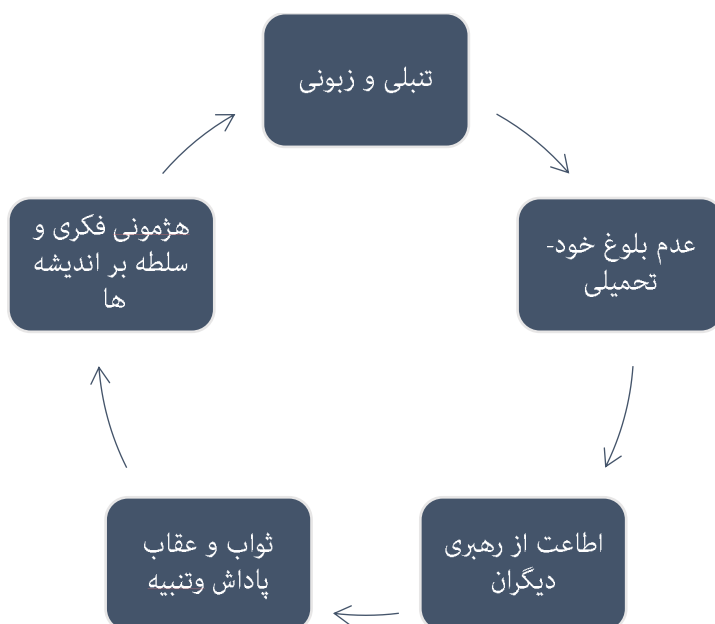 تنبلی و زبونی
عدم بلوغ خود-
تحمیلی
اطاعت از رهبری
دیگران
ثواب و عقاب
پاداش وتنبیه
هژمونی فکری و
سلطه بر اندیشه
ها